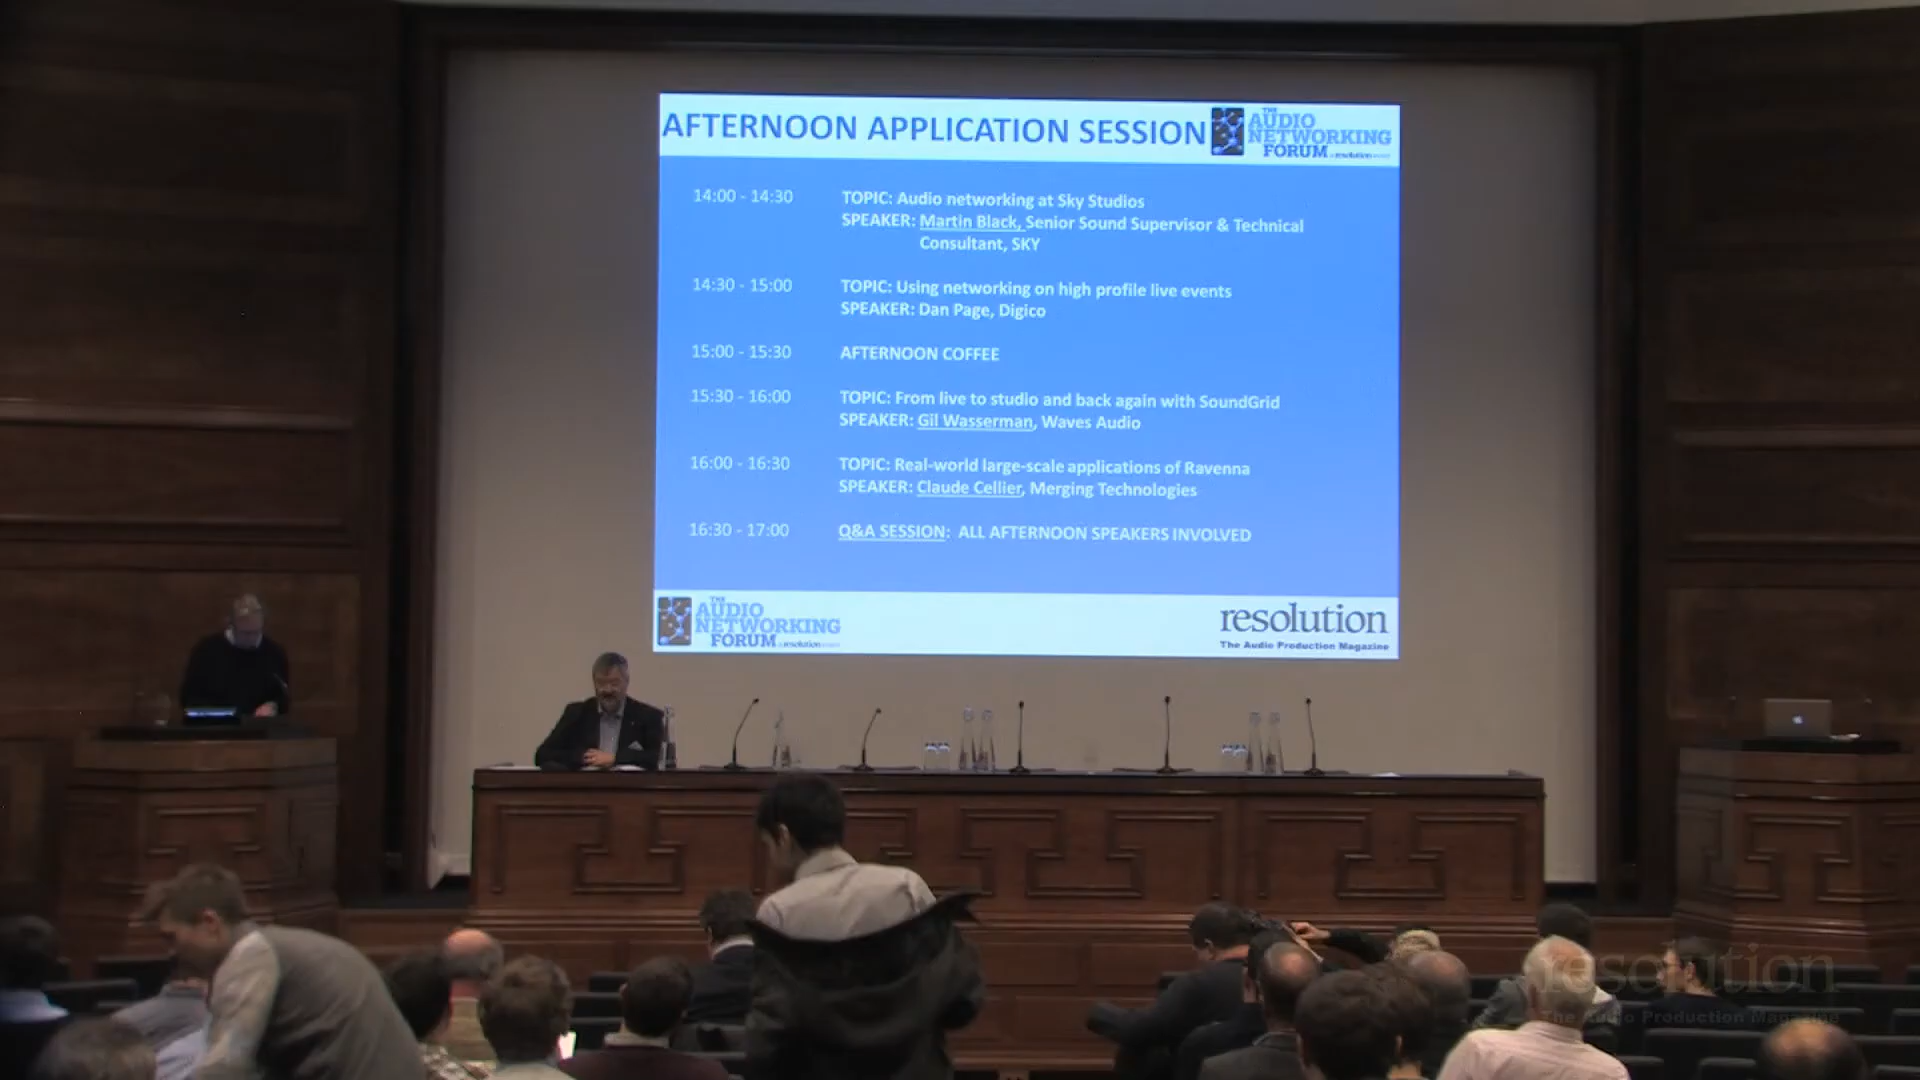 AFTERNOON APPLICATION SESSION
THE
AUDIO
NETWORKING
FORUM
14:00 - 14:30
TOPIC: Audio networking at Sky Studios
SPEAKER: Martin Black, Senior Sound Supervisor & Technical
Consultant, SKY
14:30 - 15:00
TOPIC: Using networking on high profile live events
SPEAKER: Dan Page, Digico
15:00 - 15:30
AFTERNOON COFFEE
15:30 - 16:00
TOPIC: From live to studio and back again with SoundGrid
SPEAKER: Gil Wasserman, Waves Audio
16:00 - 16:30
TOPIC: Real-world large-scale applications of Ravenna
SPEAKER: Claude Cellier, Merging Technologies
16:30 - 17:00
Q&A SESSION: ALL AFTERNOON SPEAKERS INVOLVED
THE
AUDIO
NETWORKING
FORUM
resolution
The Audio Production Magazine
resolution
The Audio Production Magazine